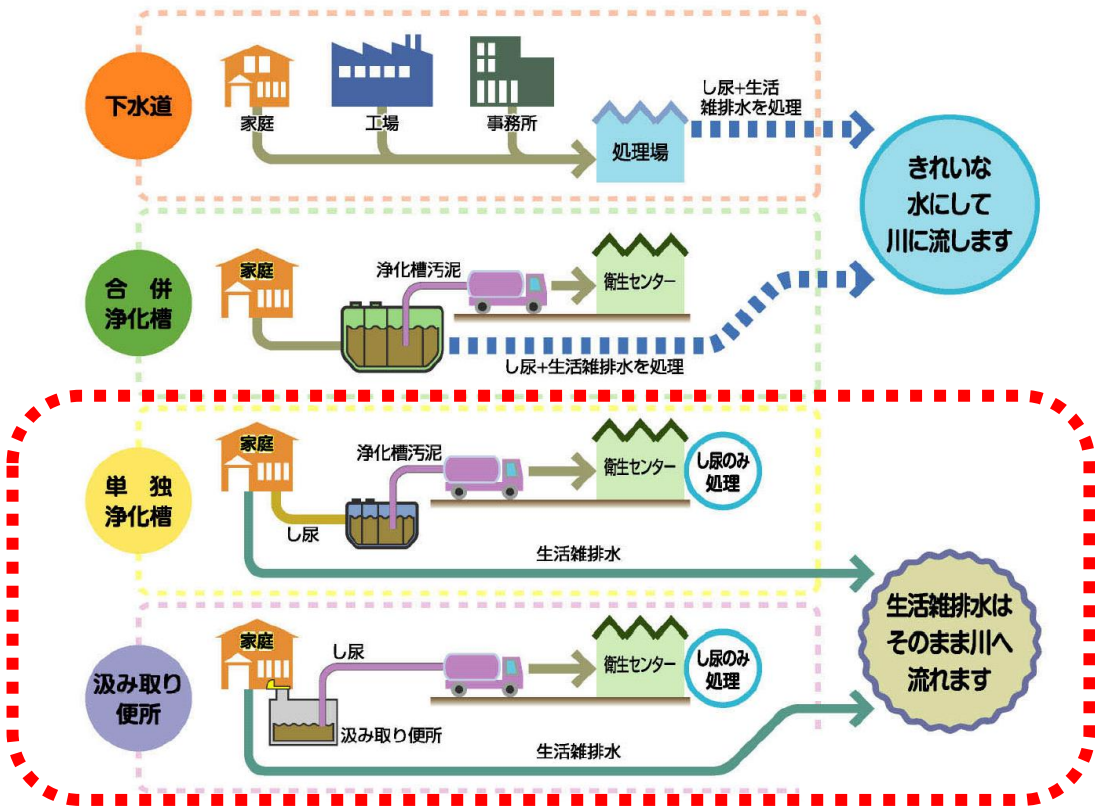 下水道
家庭
工場
事務所
処理場
し尿+生活
雑排水を処理
きれいな
水にして
川に流します
合併
浄化槽
家庭
浄化槽汚泥
衛生センター
し尿+生活雑排水を処理
単独
浄化槽
家庭
浄化槽汚泥
衛生センター
し尿のみ
処理
し尿
生活雑排水
生活雑排水は
そのまま川へ
流れます
汲み取り
便所
家庭
し尿
衛生センター
し尿のみ
処理
汲み取り便所
生活雑排水